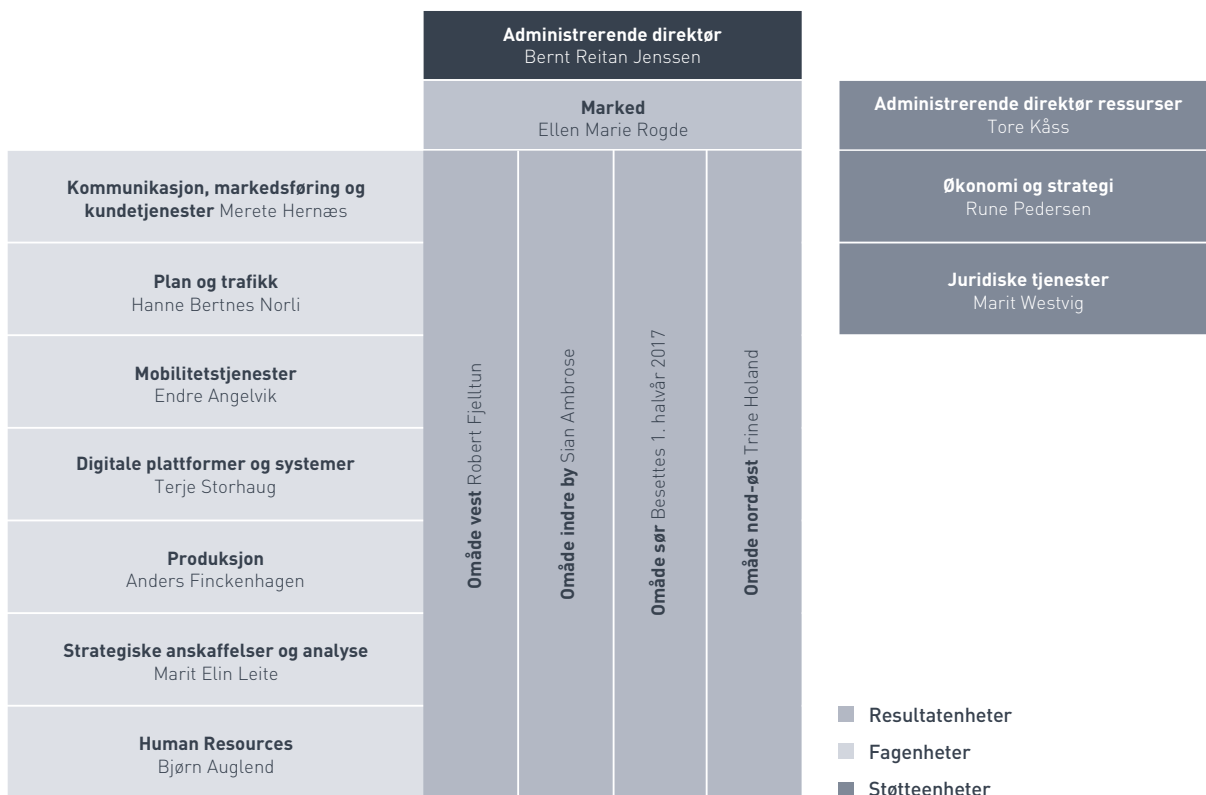 Administrerende direktør
Bernt Reitan Jenssen
Marked
Ellen Marie Rogde
Administrerende direktør ressurser
Tore Kåss
Økonomi og strategi
Rune Pedersen
Juridiske tjenester
Marit Westvig
Kommunikasjon, markedsføring og
kundetjenester Merete Hernæs
Plan og trafikk
Hanne Bertnes Norli
Mobilitetstjenester
Endre Angelvik
Digitale plattformer og systemer
Terje Storhaug
Produksjon
Anders Finckenhagen
Strategiske anskaffelser og analyse
Marit Elin Leite
Human Resources
Bjørn Auglend
Omåde vest Robert Fjelltun
Omåde indre by Sian Ambrose
Omåde sør Besettes 1. halvår 2017
Omåde nord-øst Trine Holand
Resultatenheter
Fagenheter
Støtteenheter